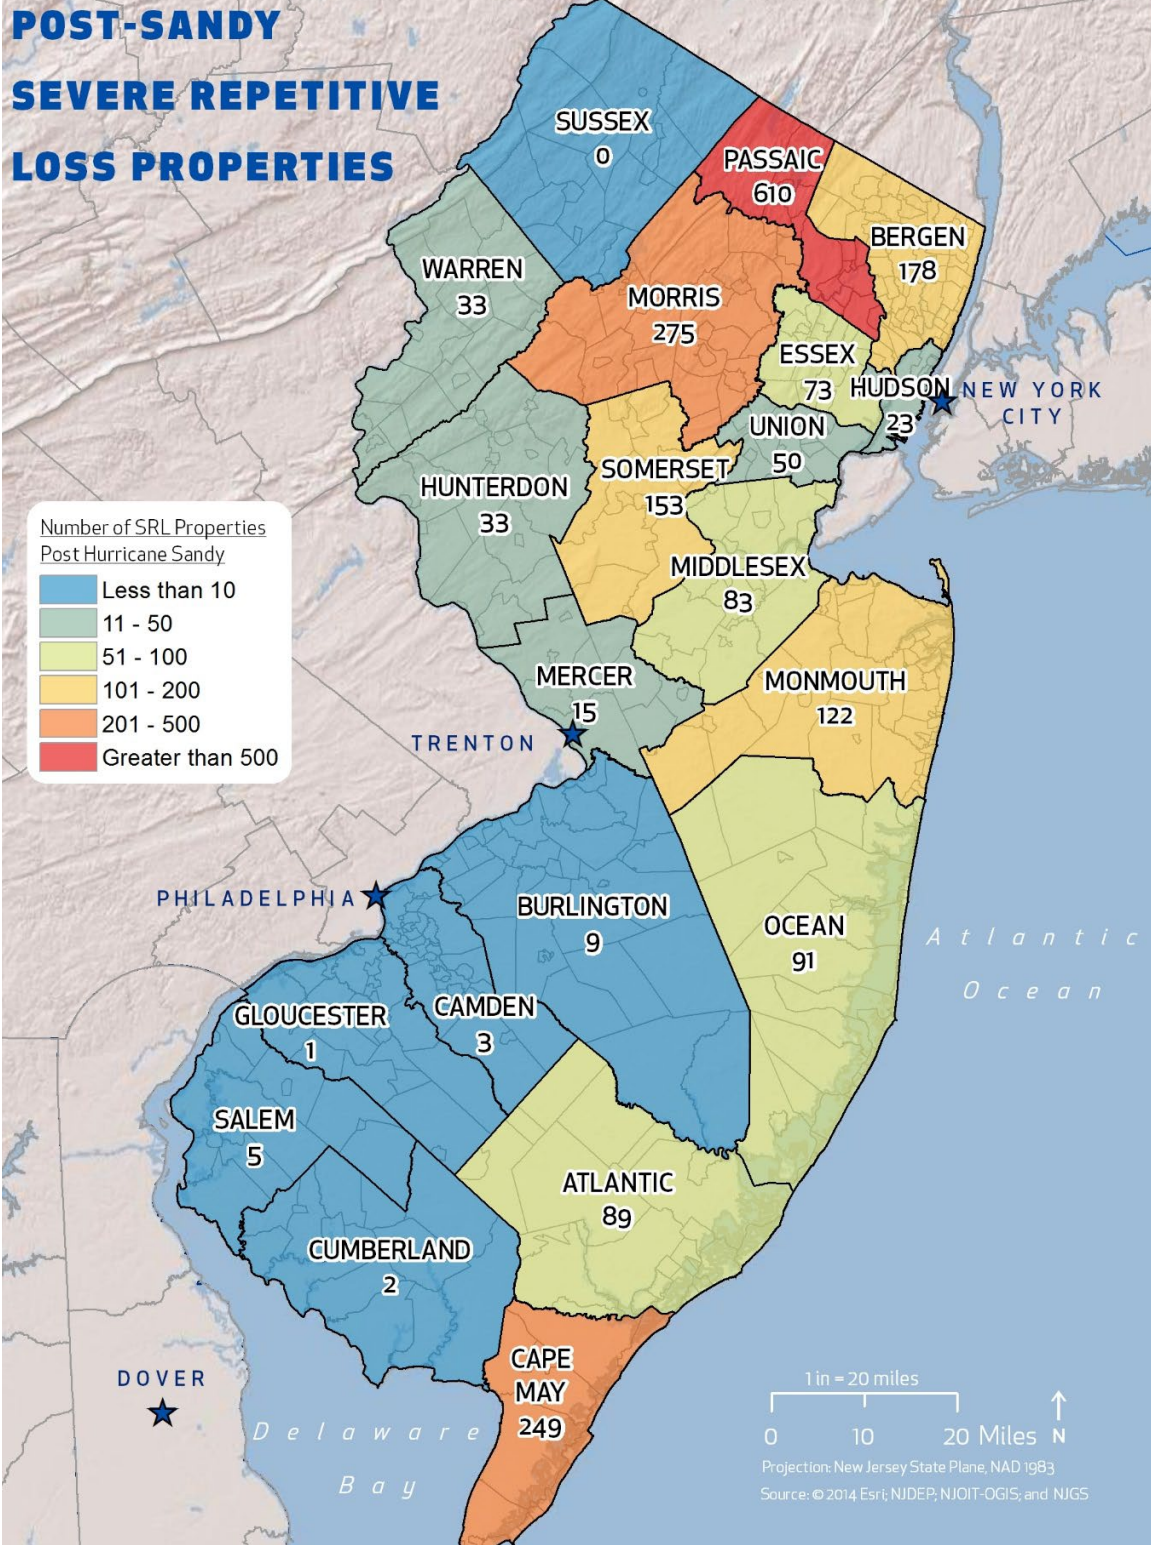 POST-SANDY
SEVERE REPETITIVE
LOSS PROPERTIES
SUSSEX
0
PASSAIC
610
BERGEN
178
WARREN
33
MORRIS
275
ESSEX
73
HUDSON
23
NEW YORK
CITY
UNION
50
SOMERSET
153
HUNTERDON
33
MIDDLESEX
83
Number of SRL Properties
Post Hurricane Sandy
Less than 10
11 - 50
51 - 100
101 - 200
201 - 500
Greater than 500
MERCER
15
MONMOUTH
122
TRENTON
PHILADELPHIA
BURLINGTON
9
OCEAN
91
Atlantic
Ocean
GLOUCESTER
1
CAMDEN
3
SALEM
5
ATLANTIC
89
CUMBERLAND
2
CAPE
MAY
249
DOVER
Delaware
Bay
1 in = 20 miles
0 10 20 Miles N
Projection: New Jersey State Plane, NAD 1983
Source: © 2014 Esri; NJDEP; NJOIT-OGIS; and NJGS